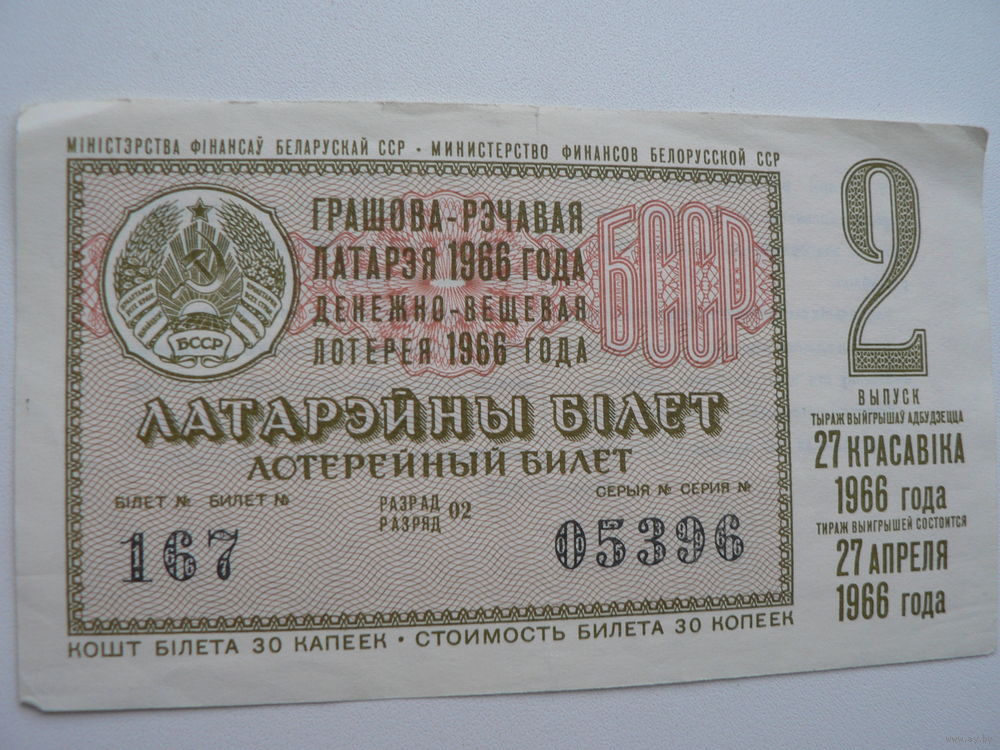 МІНІСТЭРСТВА ФІНАНСАЎ БЕЛАРУСКАЙ ССР · МИНИСТЕРСТВО ФИНАНСОВ БЕЛОРУССКОЙ ССР
ГРАШОВА-РЭЧАВАЯ
ЛАТАРЭЯ 1966 ГОДА
ДЕНЕЖНО-ВЕЩЕВАЯ
ЛОТЕРЕЯ 1966 ГОДА
БССР
БССР
ЛАТАРЭЙНЫ БІЛЕТ
ЛОТЕРЕЙНЫЙ БИЛЕТ
БІЛЕТ № БИЛЕТ №
167
РАЗРАД
РАЗРЯД 02
СЕРЫЯ № СЕРИЯ №
05396
КОШТ БІЛЕТА 30 КАПЕЕК · СТОИМОСТЬ БИЛЕТА 30 КОПЕЕК
2
ВЫПУСК
ТЫРАЖ ВЫЙГРЫШАЎ АДБУДЗЕЦЦА
27 КРАСАВІКА
1966 года
ТИРАЖ ВЫИГРЫШЕЙ СОСТОИТСЯ
27 АПРЕЛЯ
1966 года